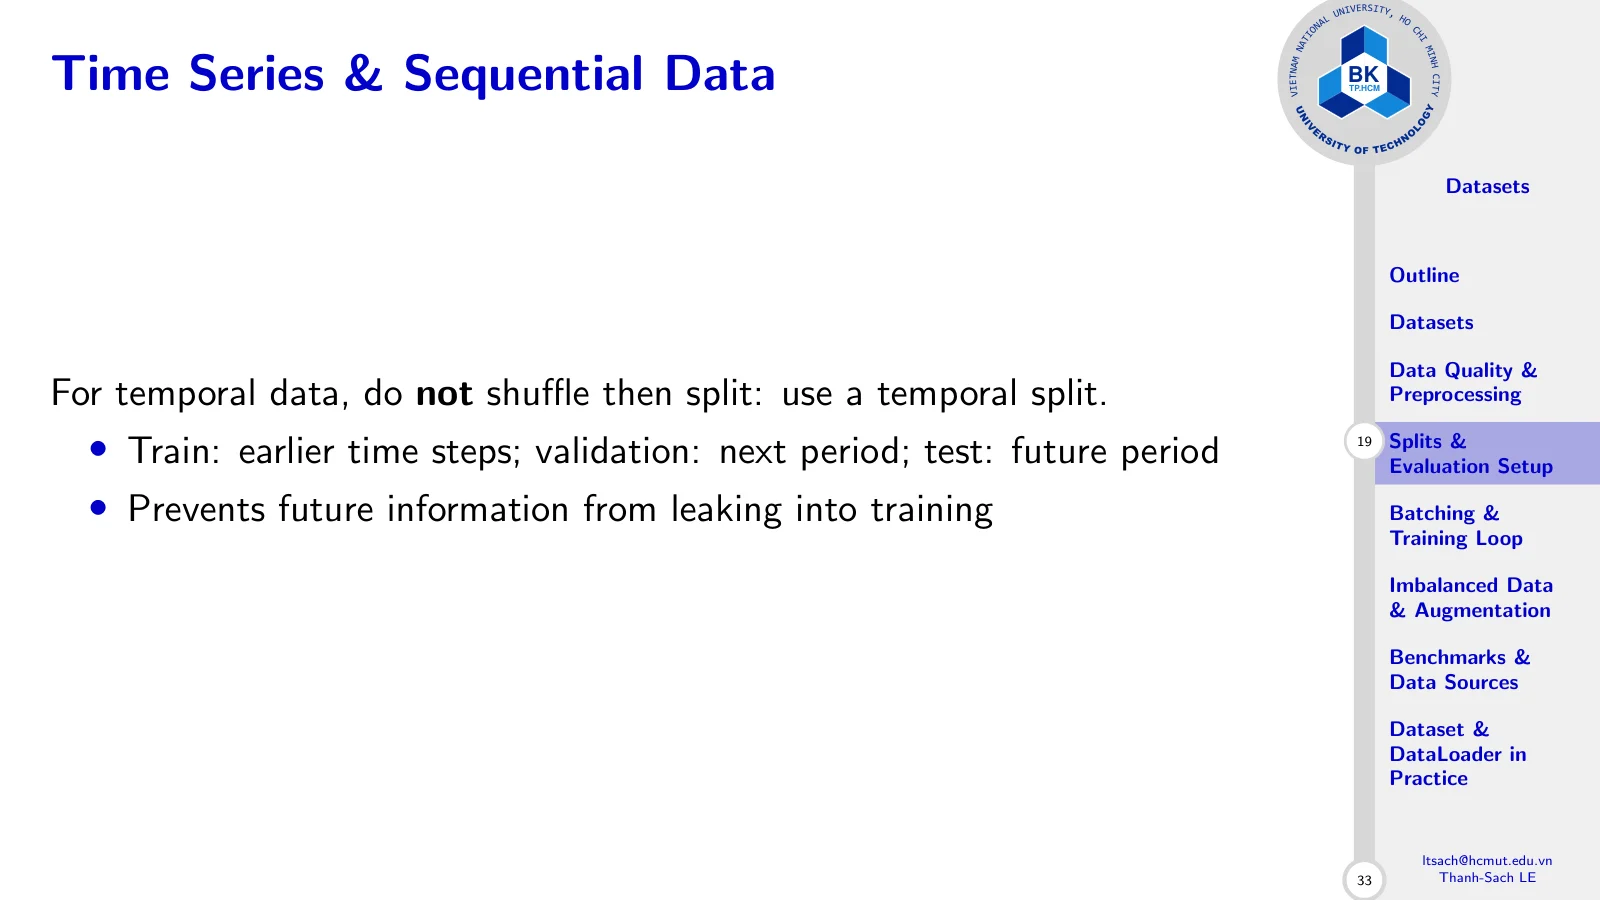 Time Series & Sequential Data
For temporal data, do not shuffle then split: use a temporal split.
• Train: earlier time steps; validation: next period; test: future period
• Prevents future information from leaking into training
VIETNAM NATIONAL UNIVERSITY, HO CHI MINH CITY
BK
TP.HCM
UNIVERSITY OF TECHNOLOGY
Datasets
Outline
Datasets
Data Quality &
Preprocessing
19
Splits &
Evaluation Setup
Batching &
Training Loop
Imbalanced Data
& Augmentation
Benchmarks &
Data Sources
Dataset &
DataLoader in
Practice
ltsach@hcmut.edu.vn
Thanh-Sach LE
33